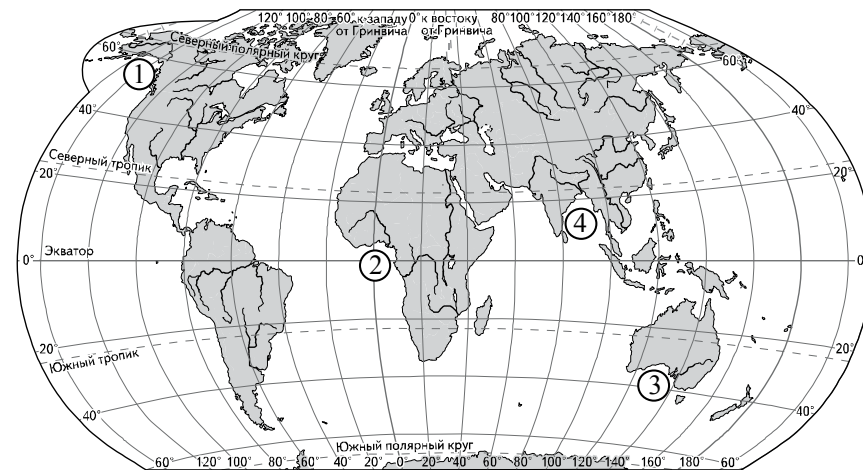 120° 100° 80° 60° к западу 0° к востоку 80° 100° 120° 140° 160° 180°
от Гринвича от Гринвича
60° Северный полярный круг 60°
1
40° 40°
Северный тропик
20° 20°
4
Экватор
0° 2 0°
20° 20°
Южный тропик
3
40° 40°
Южный полярный круг
60° 120° 100° 80° 60° 40° 20° 0° 20° 40° 60° 80° 100° 120° 140° 160° 180° 60°